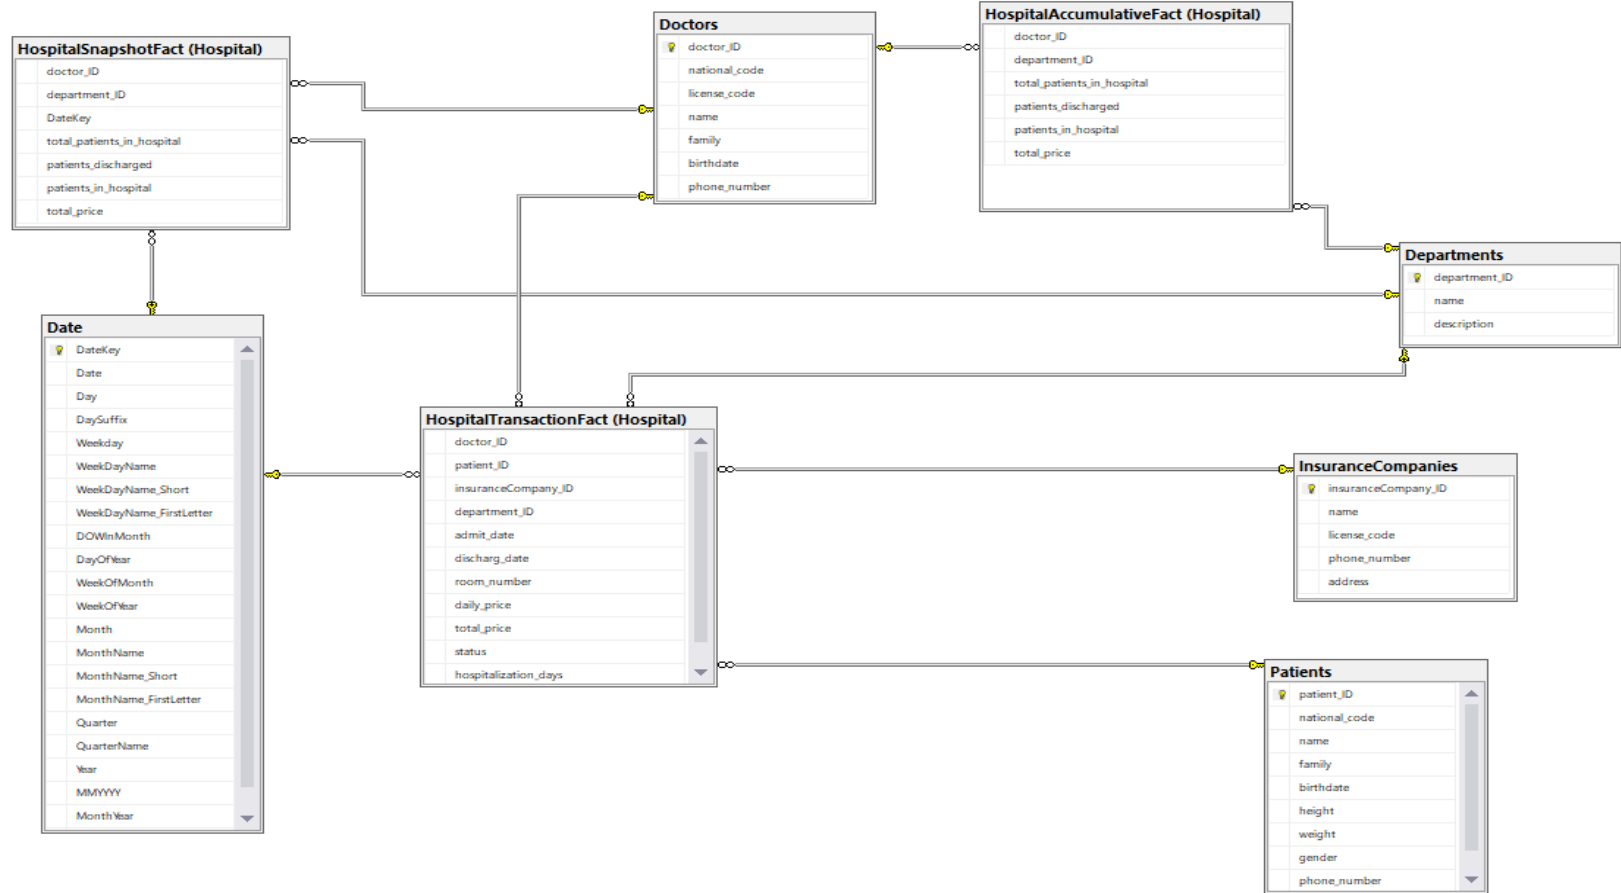 HospitalSnapshotFact (Hospital)
doctor_ID
department_ID
DateKey
total_patients_in_hospital
patients_discharged
patients_in_hospital
total_price
Doctors
doctor_ID
national_code
license_code
name
family
birthdate
phone_number
HospitalAccumulativeFact (Hospital)
doctor_ID
department_ID
total_patients_in_hospital
patients_discharged
patients_in_hospital
total_price
Departments
department_ID
name
description
Date
DateKey
Date
Day
DaySuffix
Weekday
WeekDayName
WeekDayName_Short
WeekDayName_FirstLetter
DOWInMonth
DayOfYear
WeekOfMonth
WeekOfYear
Month
MonthName
MonthName_Short
MonthName_FirstLetter
Quarter
QuarterName
Year
MMYYYY
MonthYear
HospitalTransactionFact (Hospital)
doctor_ID
patient_ID
insuranceCompany_ID
department_ID
admit_date
discharg_date
room_number
daily_price
total_price
status
hospitalization_days
InsuranceCompanies
insuranceCompany_ID
name
license_code
phone_number
address
Patients
patient_ID
national_code
name
family
birthdate
height
weight
gender
phone_number